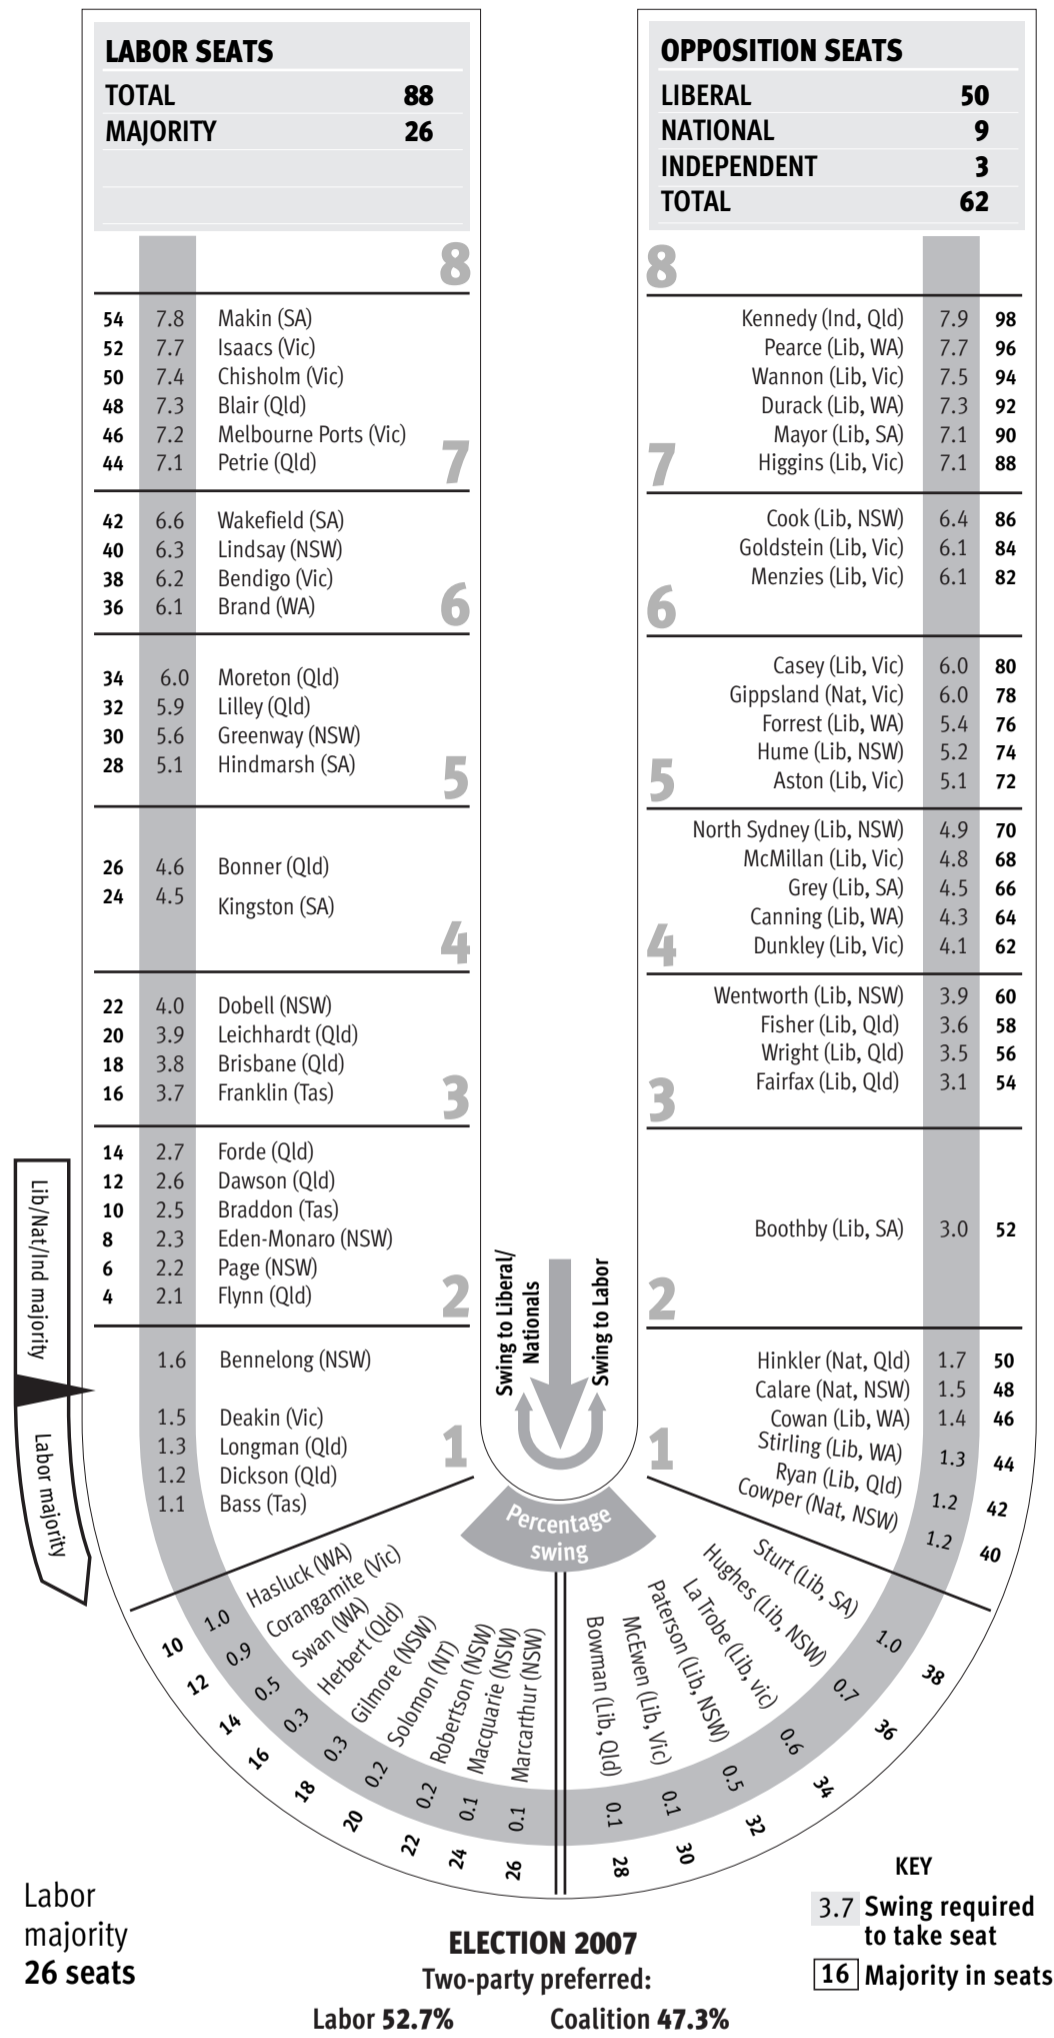 LABOR SEATS
TOTAL 88
MAJORITY 26
OPPOSITION SEATS
LIBERAL 50
NATIONAL 9
INDEPENDENT 3
TOTAL 62
8
54 7.8 Makin (SA)
52 7.7 Isaacs (Vic)
50 7.4 Chisholm (Vic)
48 7.3 Blair (Qld)
46 7.2 Melbourne Ports (Vic)
44 7.1 Petrie (Qld)
7
42 6.6 Wakefield (SA)
40 6.3 Lindsay (NSW)
38 6.2 Bendigo (Vic)
36 6.1 Brand (WA)
6
34 6.0 Moreton (Qld)
32 5.9 Lilley (Qld)
30 5.6 Greenway (NSW)
28 5.1 Hindmarsh (SA)
5
26 4.6 Bonner (Qld)
24 4.5 Kingston (SA)
4
22 4.0 Dobell (NSW)
20 3.9 Leichhardt (Qld)
18 3.8 Brisbane (Qld)
16 3.7 Franklin (Tas)
3
14 2.7 Forde (Qld)
12 2.6 Dawson (Qld)
10 2.5 Braddon (Tas)
8 2.3 Eden-Monaro (NSW)
6 2.2 Page (NSW)
4 2.1 Flynn (Qld)
2
1.6 Bennelong (NSW)
1.5 Deakin (Vic)
1.3 Longman (Qld)
1.2 Dickson (Qld)
1.1 Bass (Tas)
1
Lib/Nat/Ind majority
Labor majority
10 1.0 Hasluck (WA)
12 0.9 Corangamite (Vic)
14 0.5 Swan (WA)
16 0.3 Herbert (Qld)
18 0.3 Gilmore (NSW)
20 0.2 Solomon (NT)
22 0.2 Robertson (NSW)
24 0.1 Macquarie (NSW)
26 0.1 Marcarthur (NSW)
Swing to Liberal/
Nationals
Swing to Labor
Percentage
swing
8
Kennedy (Ind, Qld) 7.9 98
Pearce (Lib, WA) 7.7 96
Wannon (Lib, Vic) 7.5 94
Durack (Lib, WA) 7.3 92
Mayor (Lib, SA) 7.1 90
Higgins (Lib, Vic) 7.1 88
7
Cook (Lib, NSW) 6.4 86
Goldstein (Lib, Vic) 6.1 84
Menzies (Lib, Vic) 6.1 82
6
Casey (Lib, Vic) 6.0 80
Gippsland (Nat, Vic) 6.0 78
Forrest (Lib, WA) 5.4 76
Hume (Lib, NSW) 5.2 74
Aston (Lib, Vic) 5.1 72
5
North Sydney (Lib, NSW) 4.9 70
McMillan (Lib, Vic) 4.8 68
Grey (Lib, SA) 4.5 66
Canning (Lib, WA) 4.3 64
Dunkley (Lib, Vic) 4.1 62
4
Wentworth (Lib, NSW) 3.9 60
Fisher (Lib, Qld) 3.6 58
Wright (Lib, Qld) 3.5 56
Fairfax (Lib, Qld) 3.1 54
3
Boothby (Lib, SA) 3.0 52
2
Hinkler (Nat, Qld) 1.7 50
Calare (Nat, NSW) 1.5 48
Cowan (Lib, WA) 1.4 46
Stirling (Lib, WA) 1.3 44
Ryan (Lib, Qld) 1.2 42
Cowper (Nat, NSW) 1.2 40
1
Sturt (Lib, SA) 1.0 38
Hughes (Lib, NSW) 0.7 36
La Trobe (Lib, vic) 0.6 34
Paterson (Lib, NSW) 0.5 32
McEwen (Lib, Vic) 0.1 30
Bowman (Lib, Qld) 0.1 28
Labor
majority
26 seats
ELECTION 2007
Two-party preferred:
Labor 52.7% Coalition 47.3%
KEY
3.7 Swing required
to take seat
16 Majority in seats